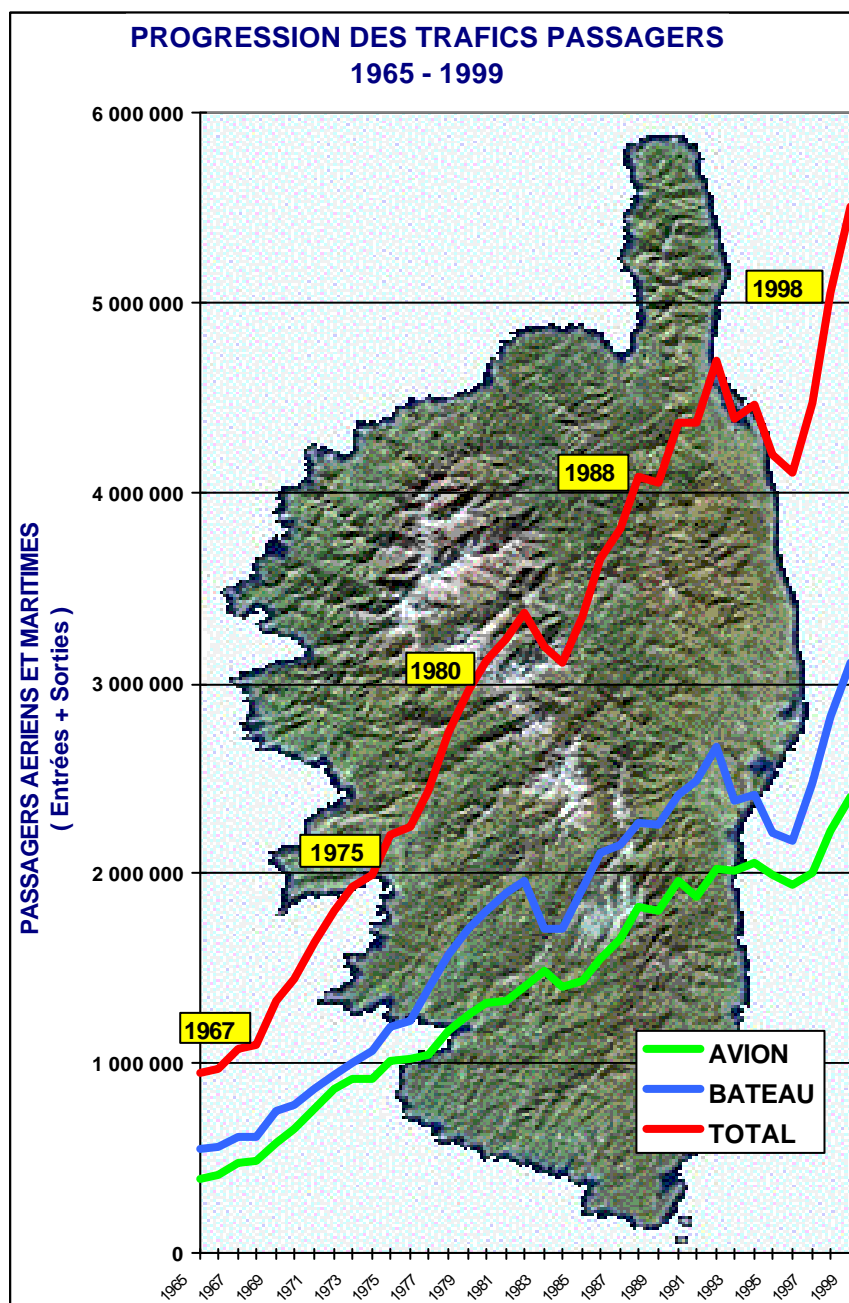 PROGRESSION DES TRAFICS PASSAGERS
1965 - 1999
PASSAGERS AERIENS ET MARITIMES
( Entrées + Sorties )
6 000 000
5 000 000
4 000 000
3 000 000
2 000 000
1 000 000
0
1998
1988
1980
1975
1967
AVION
BATEAU
TOTAL
1965
1967
1969
1971
1973
1975
1977
1979
1981
1983
1985
1987
1989
1991
1993
1995
1997
1999